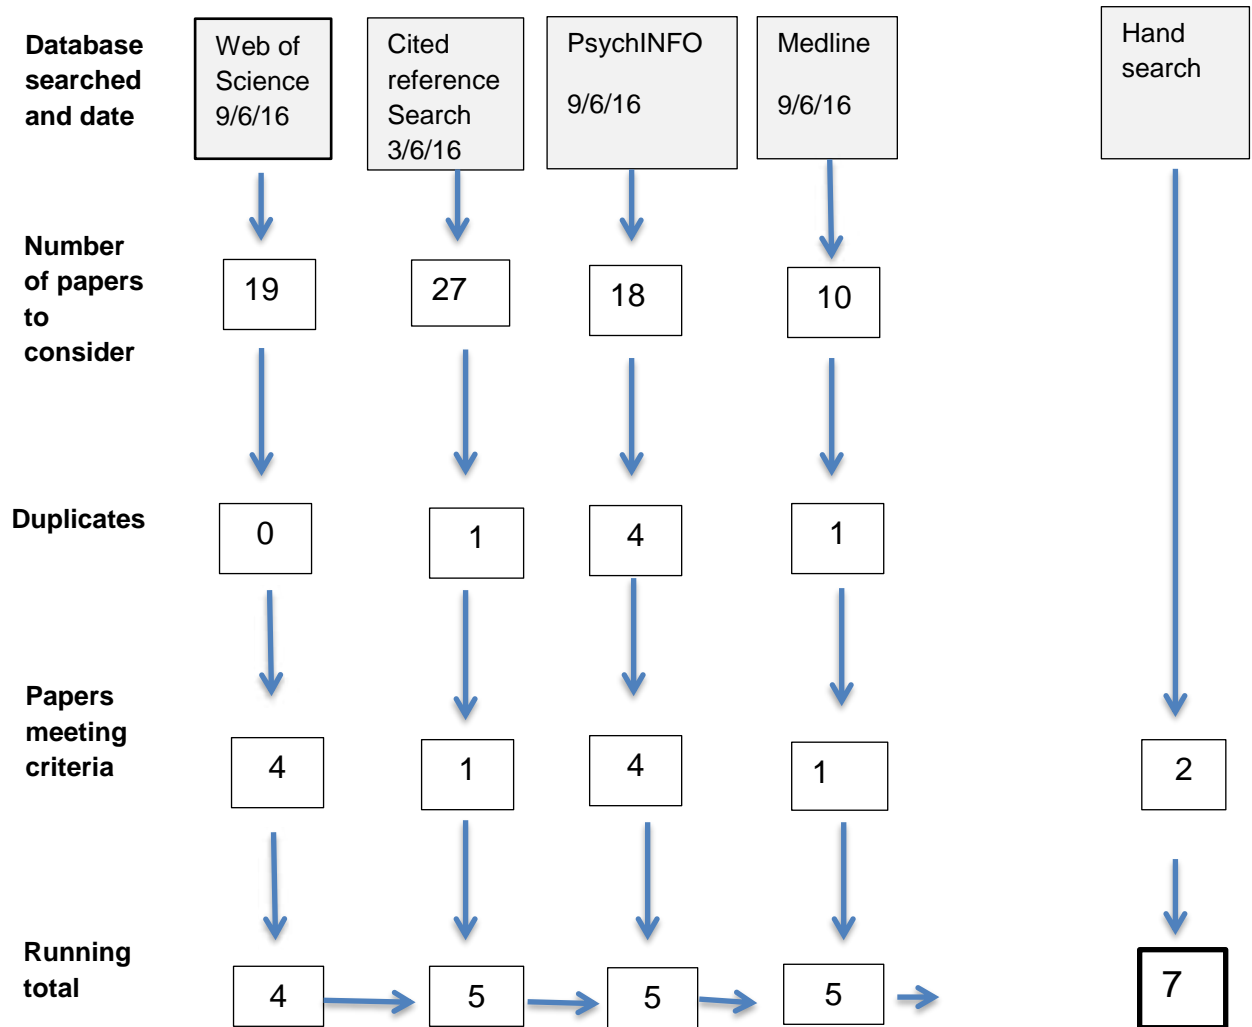 Database
searched
and date
Web of
Science
9/6/16
Cited
reference
Search
3/6/16
PsychINFO
9/6/16
Medline
9/6/16
Hand
search
Number
of papers
to
consider
19
27
18
10
Duplicates
0
1
4
1
Papers
meeting
criteria
4
1
4
1
2
Running
total
4
5
5
5
7